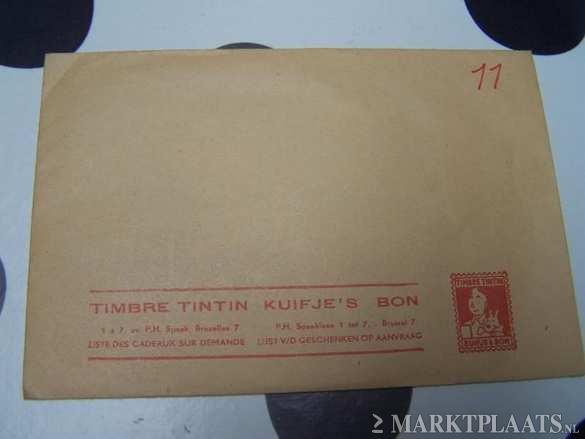 11
TIMBRE TINTIN KUIFJE'S BON
1 à 7, av. P.H. Spaak, Bruxelles 7 P.H. Spaaklaan 1 tot 7, - Brussel 7
LISTE DES CADEAUX SUR DEMANDE LIJST V/D GESCHENKEN OP AANVRAAG
TIMBRE TINTIN
KUIFJE'S BON
MARKTPLAATS.NL